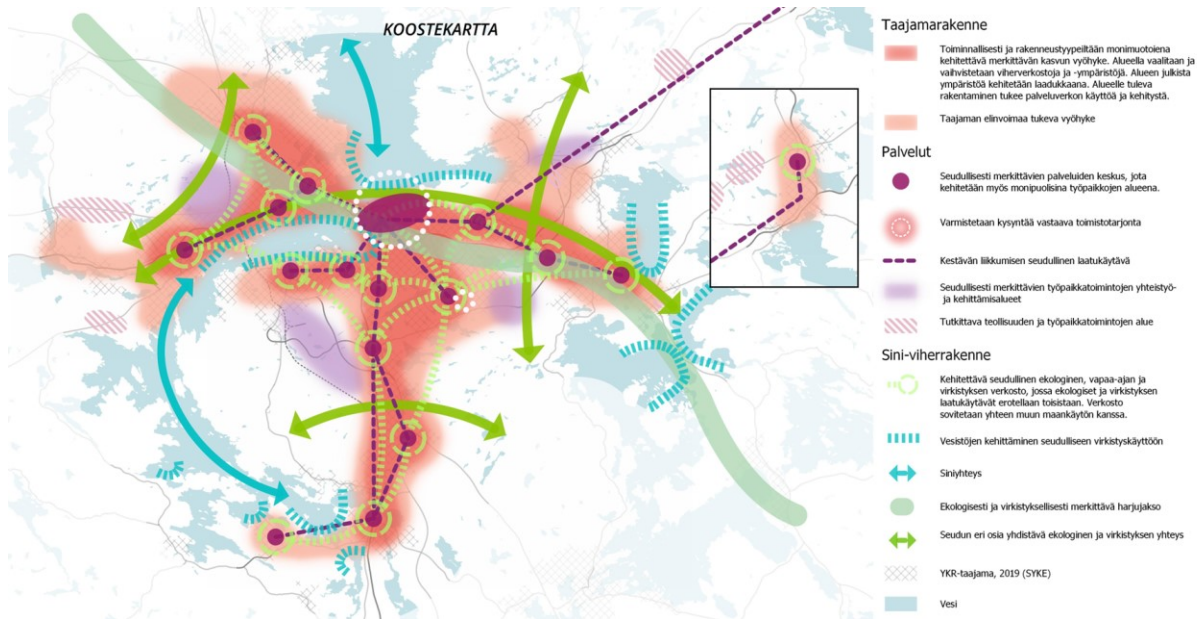 KOOSTEKARTTA
Taajamarakenne
Toiminnallisesti ja rakennustyypeiltään monimuotoiena
kehitettävä merkittävän kasvun vyöhyke. Alueella vaalitaan ja
vaihvistetaan viherverkostoja ja -ympäristöjä. Alueen julkista
ympäristöä kehitetään laadukkaana. Alueelle tuleva
rakentaminen tukee palveluverkon käyttöä ja kehitystä.
Taajaman elinvoimaa tukeva vyöhyke
Palvelut
Seudullisesti merkittävien palveluiden keskus, jota
kehitetään myös monipuolisina työpaikkojen alueena.
Varmistetaan kysyntää vastaava toimistotarjonta
Kestävän liikkumisen seudullinen laatukäytävä
Seudullisesti merkittävien työpaikkatoimintojen yhteistyö-
ja kehittämisalueet
Tutkittava teollisuuden ja työpaikkatoimintojen alue
Sini-viherrakenne
Kehitettävä seudullinen ekologinen, vapaa-ajan ja
virkistyksen verkosto, jossa ekologiset ja virkistyksen
laatukäytävät erotellaan toisistaan. Verkosto
sovitetaan yhteen muun maankäytön kanssa.
Vesistöjen kehittäminen seudulliseen virkistyskäyttöön
Siniyhteys
Ekologisesti ja virkistyksellisesti merkittävä harjujakso
Seudun eri osia yhdistävä ekologinen ja virkistyksen yhteys
YKR-taajama, 2019 (SYKE)
Vesi